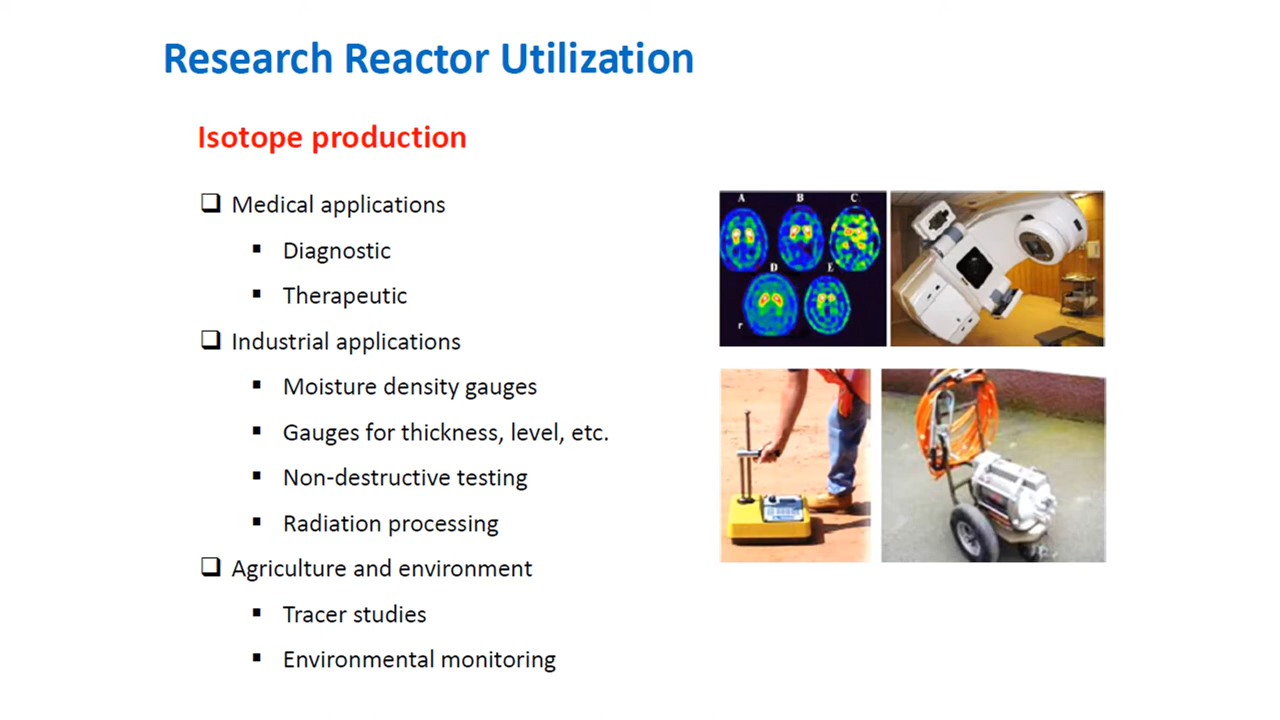 Research Reactor Utilization
Isotope production
❑ Medical applications
▪ Diagnostic
▪ Therapeutic
❑ Industrial applications
▪ Moisture density gauges
▪ Gauges for thickness, level, etc.
▪ Non-destructive testing
▪ Radiation processing
❑ Agriculture and environment
▪ Tracer studies
▪ Environmental monitoring
A B C
D E
r